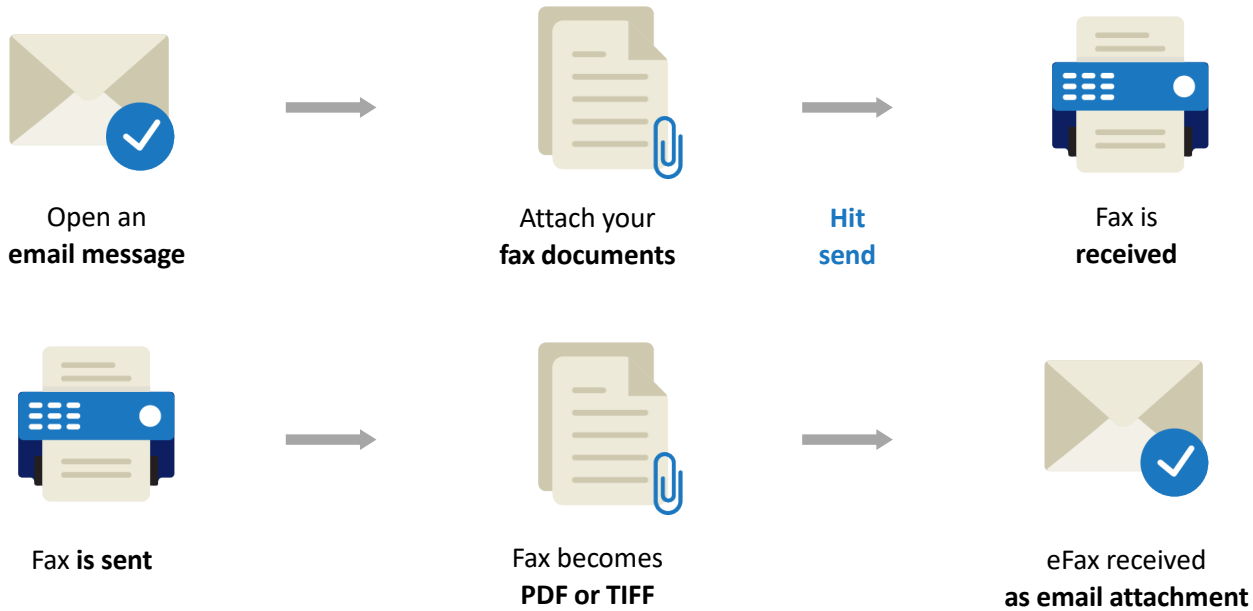 Open an
email message
Attach your
fax documents
Hit
send
Fax is
received
Fax is sent
Fax becomes
PDF or TIFF
eFax received
as email attachment